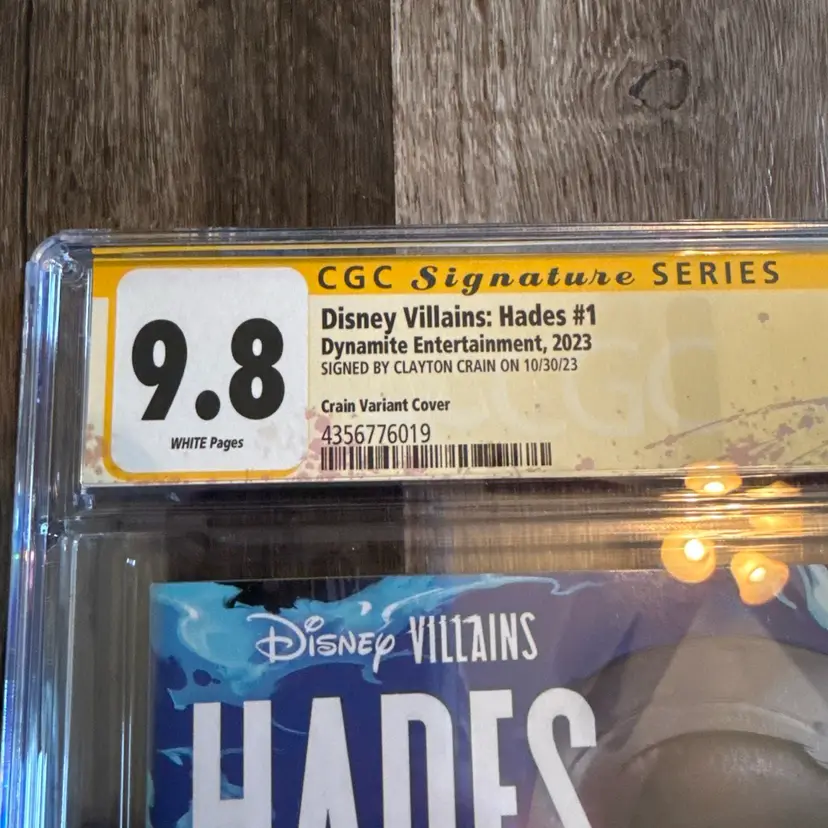 CGC Signature SERIES
9.8
WHITE Pages
Disney Villains: Hades #1
Dynamite Entertainment, 2023
SIGNED BY CLAYTON CRAIN ON 10/30/23
Crain Variant Cover
4356776019
CGC
DISNEY VILLAINS
HADES